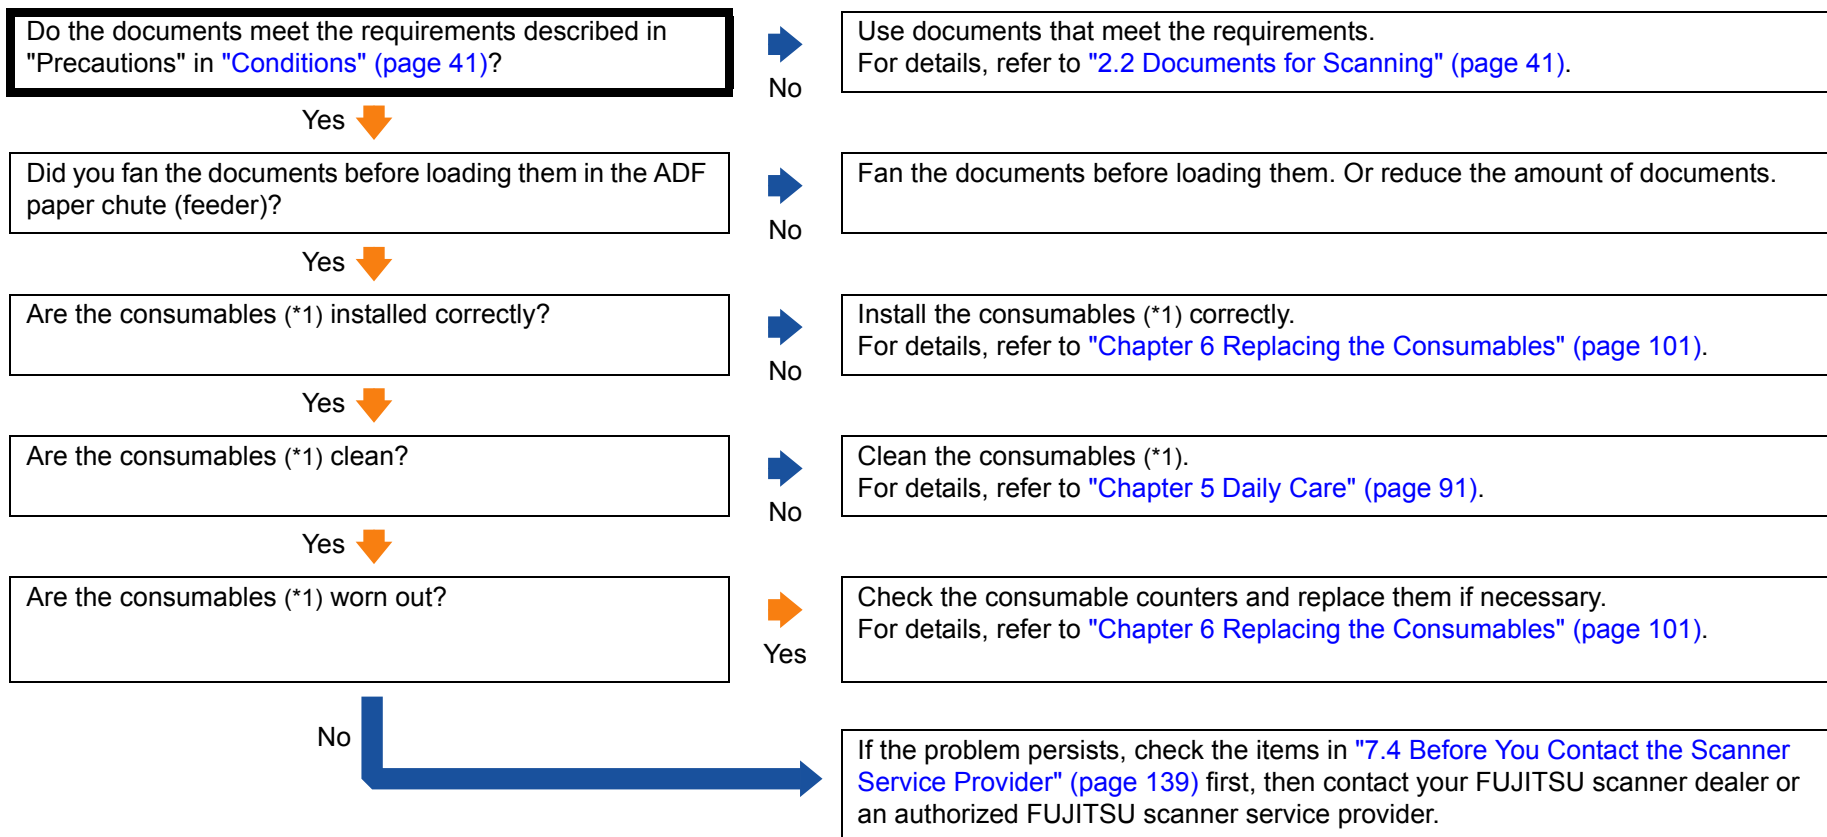 Do the documents meet the requirements described in
"Precautions" in "Conditions" (page 41)?
No
Use documents that meet the requirements.
For details, refer to "2.2 Documents for Scanning" (page 41).
Yes
Did you fan the documents before loading them in the ADF
paper chute (feeder)?
No
Fan the documents before loading them. Or reduce the amount of documents.
Yes
Are the consumables (*1) installed correctly?
No
Install the consumables (*1) correctly.
For details, refer to "Chapter 6 Replacing the Consumables" (page 101).
Yes
Are the consumables (*1) clean?
No
Clean the consumables (*1).
For details, refer to "Chapter 5 Daily Care" (page 91).
Yes
Are the consumables (*1) worn out?
Yes
Check the consumable counters and replace them if necessary.
For details, refer to "Chapter 6 Replacing the Consumables" (page 101).
No
If the problem persists, check the items in "7.4 Before You Contact the Scanner
Service Provider" (page 139) first, then contact your FUJITSU scanner dealer or
an authorized FUJITSU scanner service provider.